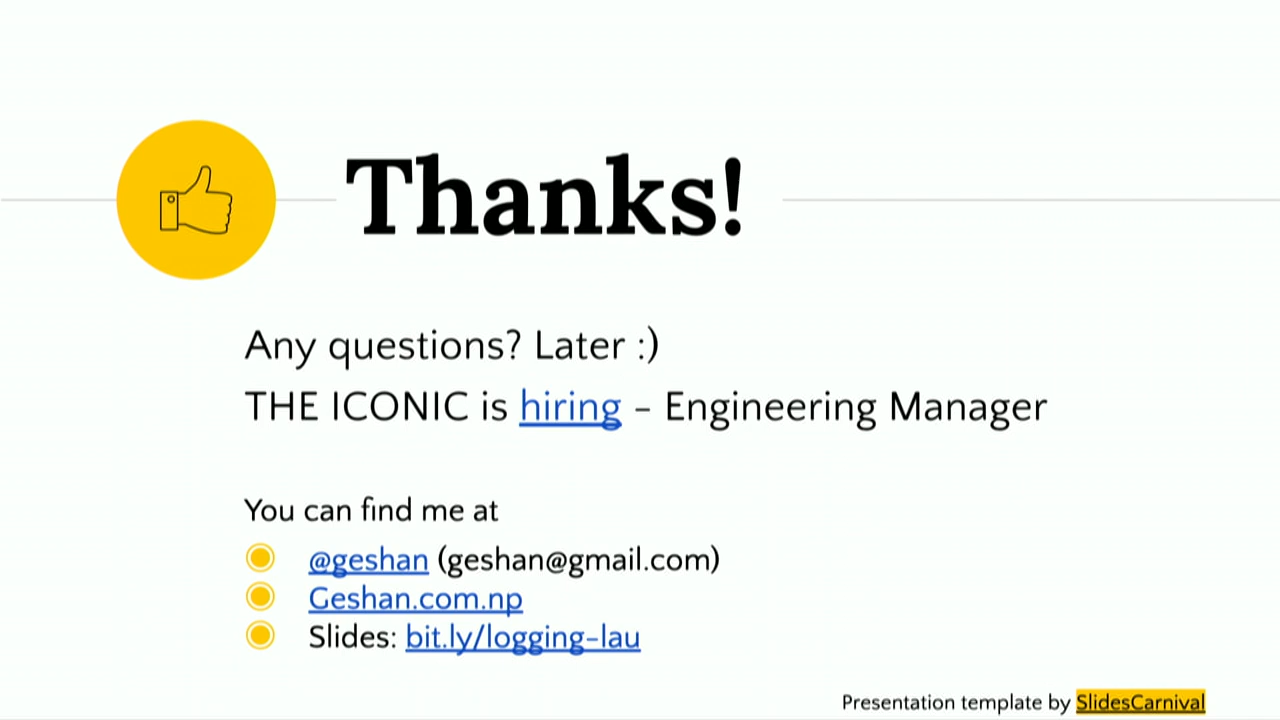 Thanks!
Any questions? Later :)
THE ICONIC is hiring - Engineering Manager
You can find me at
@geshan (geshan@gmail.com)
Geshan.com.np
Slides: bit.ly/logging-lau
Presentation template by SlidesCarnival